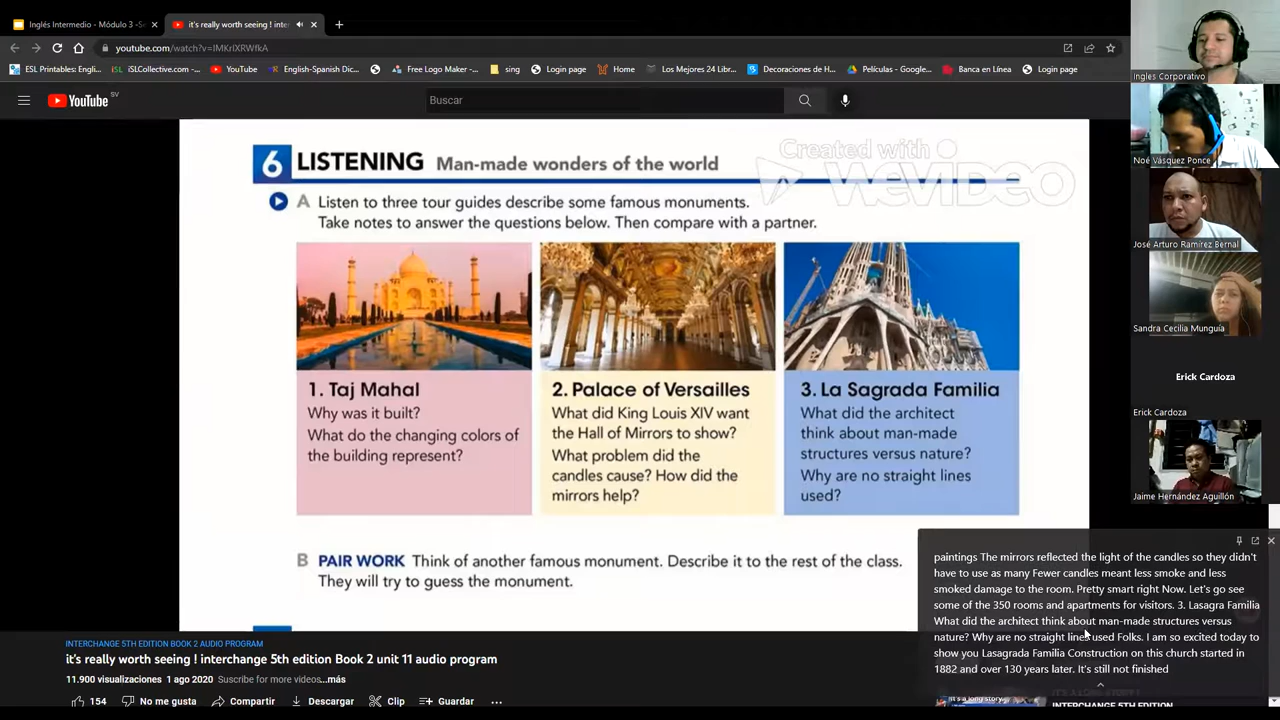 Inglés Intermedio - Módulo 3 -Se
it's really worth seeing ! inter
youtube.com/watch?v=IMKrIXRWfkA
ESL Printables: Engli...
iSLCollective.com -...
YouTube
English-Spanish Dic...
Free Logo Maker -...
sing
Login page
Home
Los Mejores 24 Libr...
Decoraciones de H...
Películas - Google...
Banca en Línea
Login page
YouTube SV
Buscar
Created with
WEVIDEO
6 LISTENING Man-made wonders of the world
A Listen to three tour guides describe some famous monuments.
Take notes to answer the questions below. Then compare with a partner.
1. Taj Mahal
Why was it built?
What do the changing colors of
the building represent?
2. Palace of Versailles
What did King Louis XIV want
the Hall of Mirrors to show?
What problem did the
candles cause? How did the
mirrors help?
3. La Sagrada Familia
What did the architect
think about man-made
structures versus nature?
Why are no straight lines
used?
B PAIR WORK Think of another famous monument. Describe it to the rest of the class.
They will try to guess the monument.
INTERCHANGE 5TH EDITION BOOK 2 AUDIO PROGRAM
it's really worth seeing ! interchange 5th edition Book 2 unit 11 audio program
11.900 visualizaciones 1 ago 2020 Suscribe for more videos...más
154
No me gusta
Compartir
Descargar
Clip
Guardar
paintings The mirrors reflected the light of the candles so they didn't
have to use as many Fewer candles meant less smoke and less
smoked damage to the room. Pretty smart right Now. Let's go see
some of the 350 rooms and apartments for visitors. 3. Lasagra Familia
What did the architect think about man-made structures versus
nature? Why are no straight lines used Folks. I am so excited today to
show you Lasagrada Familia Construction on this church started in
1882 and over 130 years later. It's still not finished
INTERCHANGE 5TH EDITION
Ingles Corporativo
Noé Vásquez Ponce
José Arturo Ramírez Bernal
Sandra Cecilia Munguía
Erick Cardoza
Erick Cardoza
Jaime Hernández Aguillón